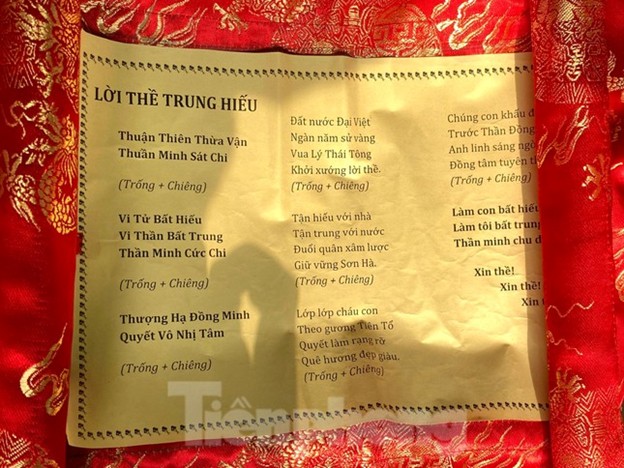 LỜI THỀ TRUNG HIẾU
Thuận Thiên Thừa Vận
Thuần Minh Sát Chi
(Trống + Chiêng)
Vi Tử Bất Hiếu
Vi Thần Bất Trung
Thần Minh Cức Chi
(Trống + Chiêng)
Thượng Hạ Đồng Minh
Quyết Vô Nhị Tâm
(Trống + Chiêng)
Đất nước Đại Việt
Ngàn năm sử vàng
Vua Lý Thái Tông
Khởi xướng lời thề.
(Trống + Chiêng)
Tận hiếu với nhà
Tận trung với nước
Đuổi quân xâm lược
Giữ vững Sơn Hà.
(Trống + Chiêng)
Lớp lớp cháu con
Theo gương Tiên Tổ
Quyết làm rạng rỡ
Quê hương đẹp giàu.
(Trống + Chiêng)
Chúng con khấu
Trước Thần Đồng
Anh linh sáng
Đồng tâm tuyên
Làm con bất hiếu
Làm tôi bất trung
Thần minh chu
Xin thề!
Xin thề!
Xin thề!
Tiền phong